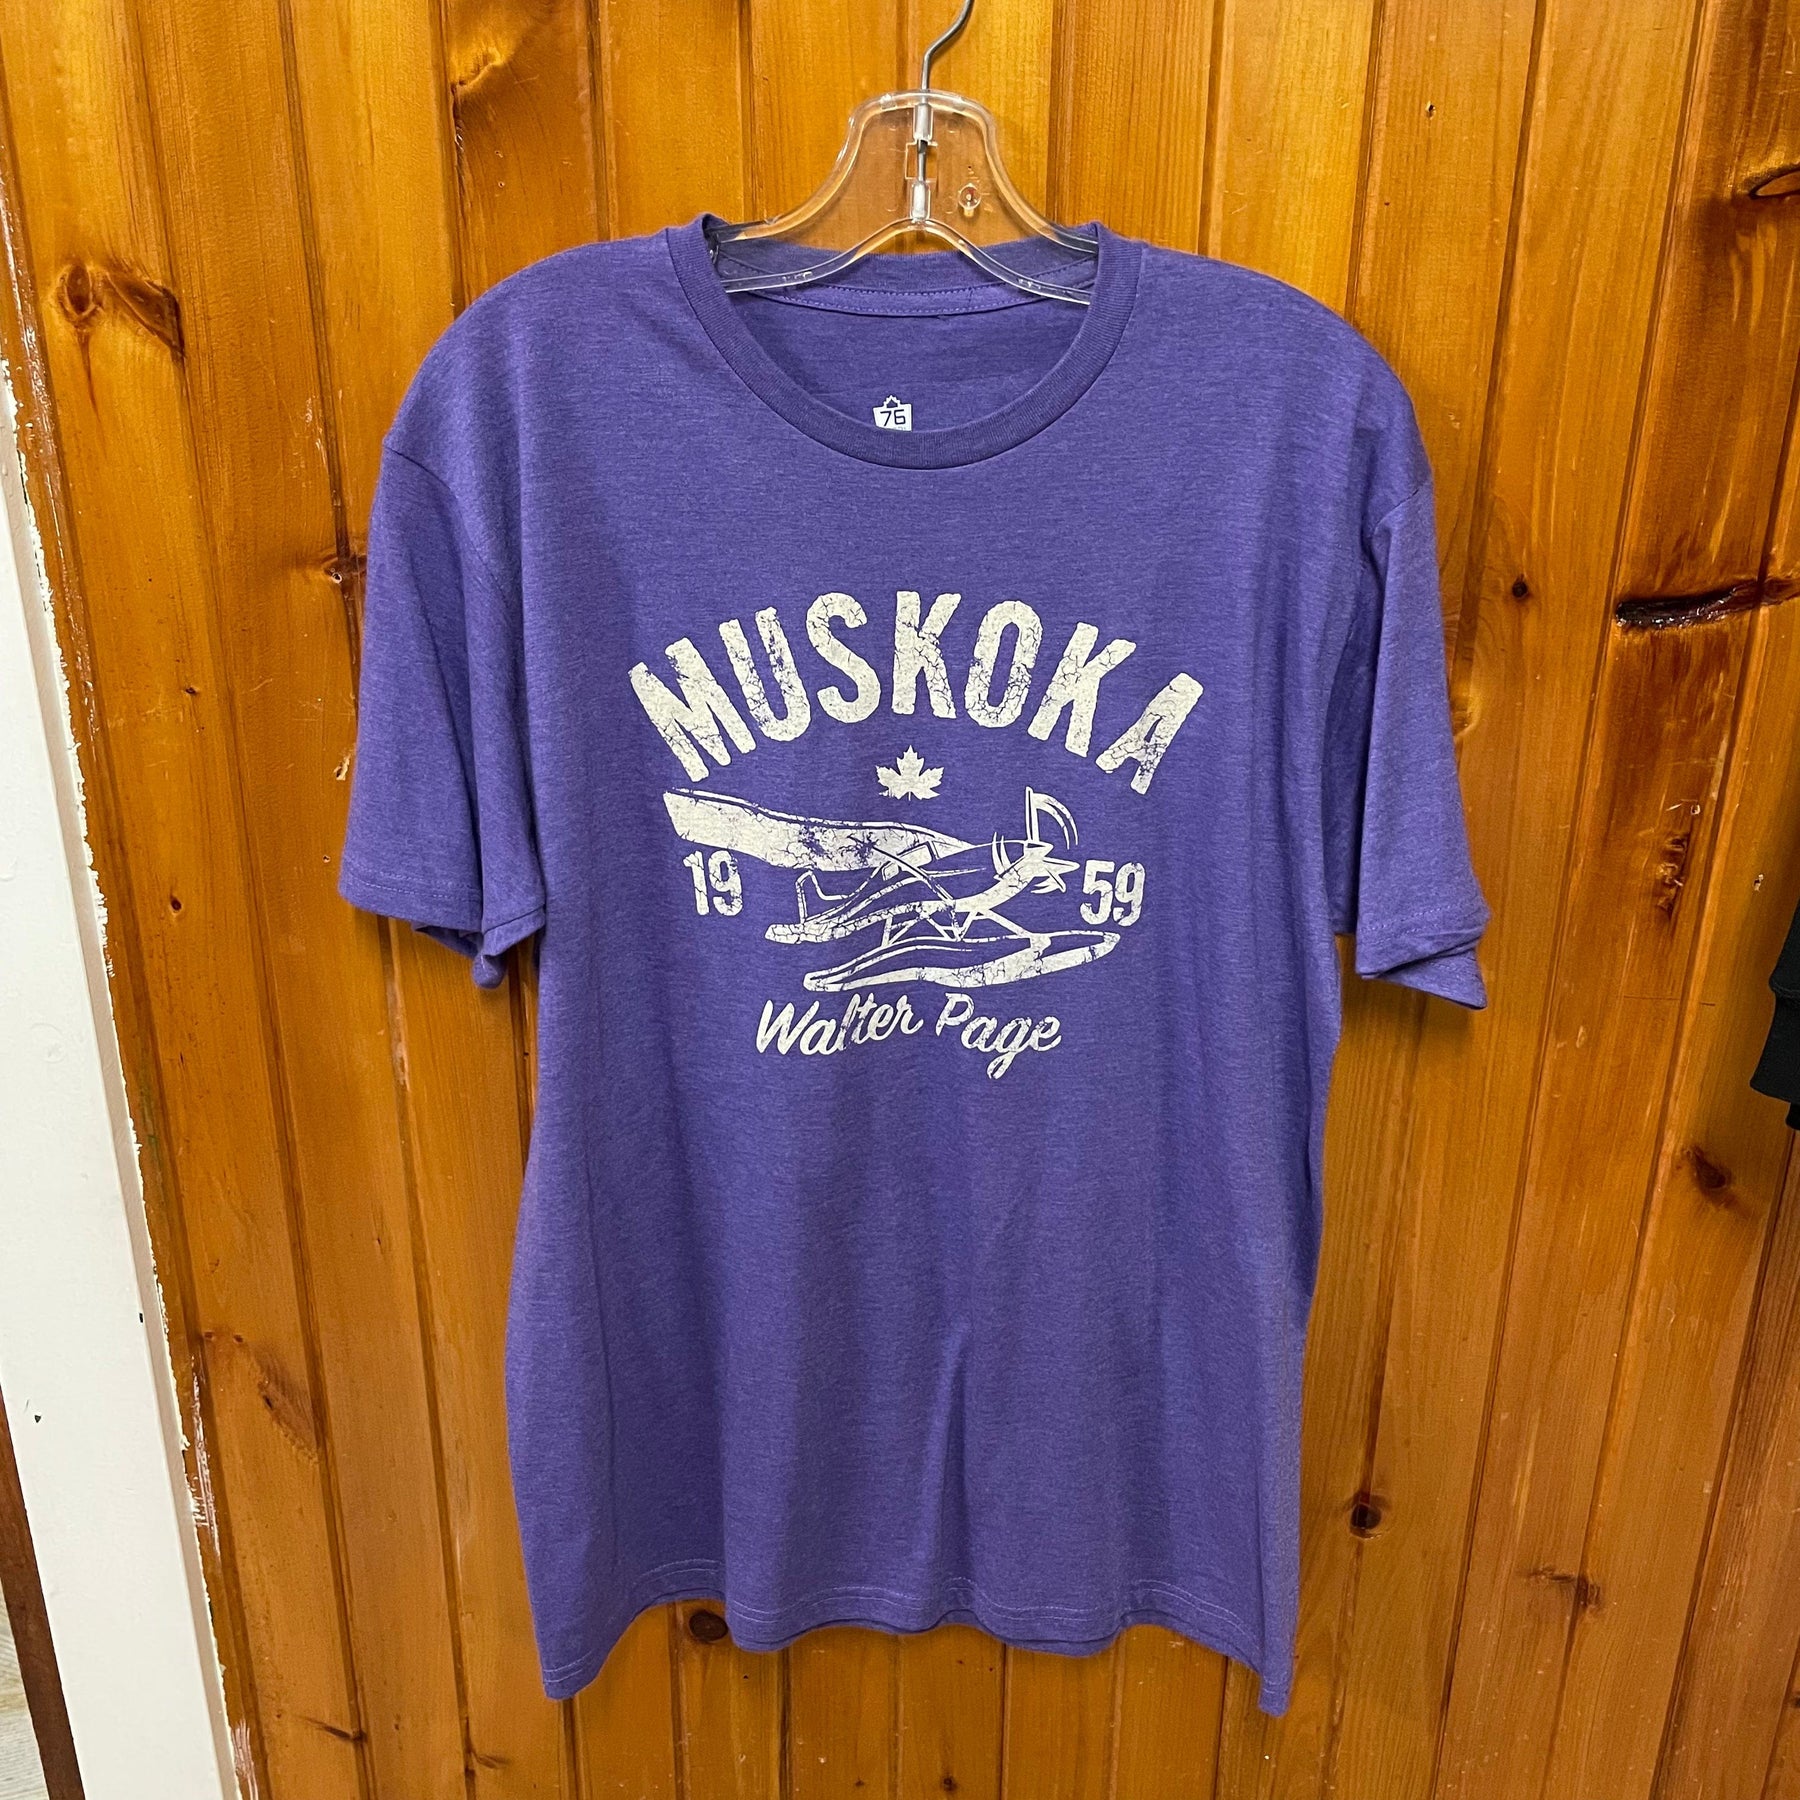 76
MUSKOKA
19 59
Walter Page